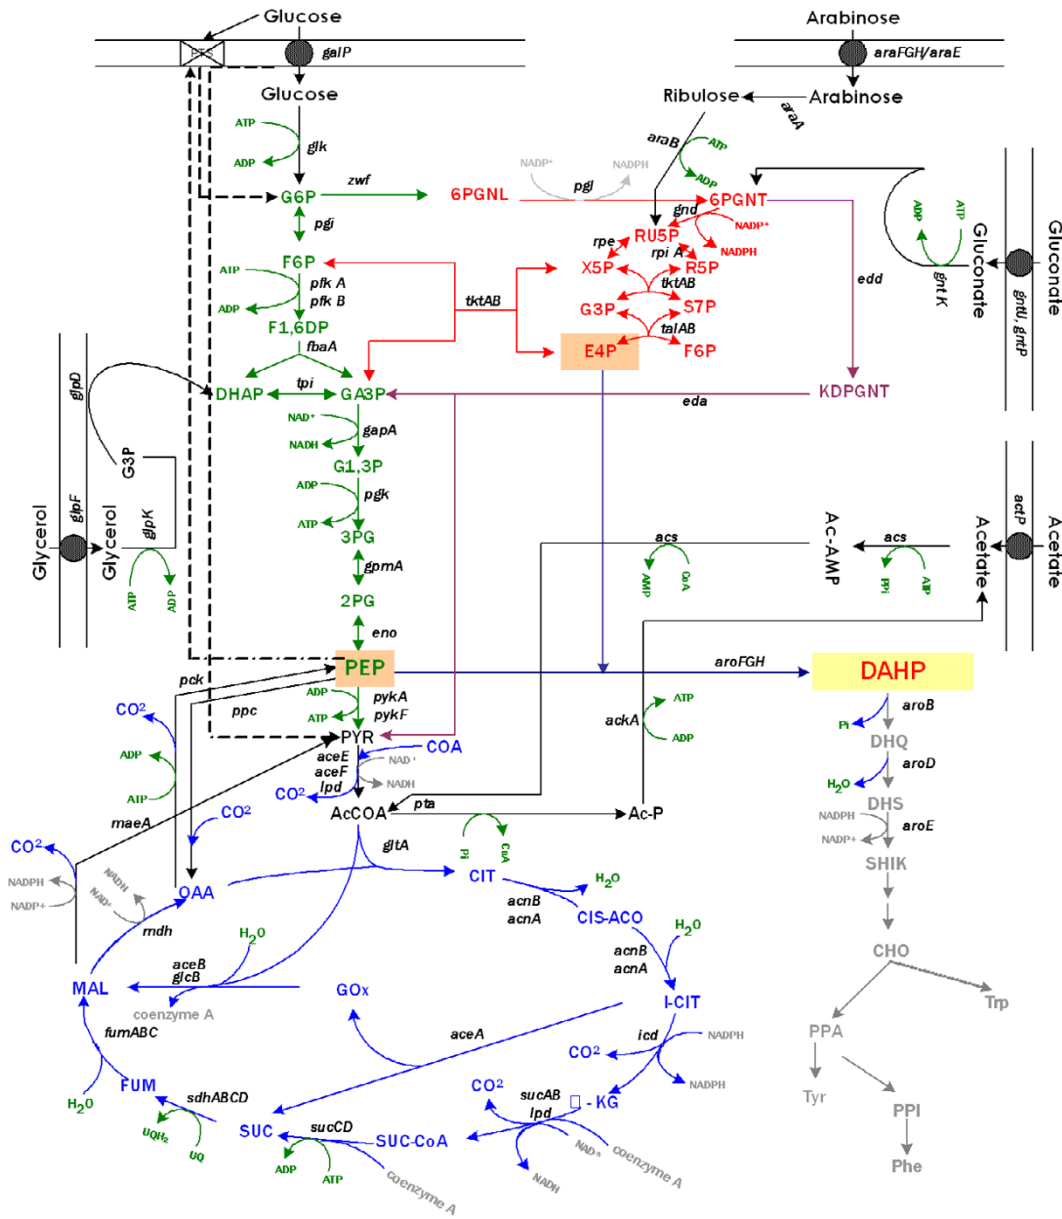 Glucose
Arabinose
PTS
galP
araFGH/araE
Glucose
Ribulose
Arabinose
araA
ATP
ADP
glk
araB
ATP
ADP
NADP⁺
NADPH
pgl
G6P
zwf
6PGNL
6PGNT
gnd
NADP⁺
NADPH
pgi
RU5P
rpe
rpi A
ADP
ATP
gnt K
Gluconate
Gluconate
gntU, gntP
F6P
X5P
R5P
edd
ATP
ADP
pfk A
pfk B
tktAB
tktAB
G3P
S7P
F1,6DP
talAB
fbaA
E4P
F6P
glpD
DHAP
tpi
GA3P
eda
KDPGNT
NAD⁺
NADH
gapA
G3P
G1,3P
ADP
ATP
pgk
glpF
glpK
actP
Glycerol
Glycerol
3PG
acs
Ac-AMP
acs
Acetate
Acetate
gpmA
ATP
ADP
AMP
CoA
PPi
ATP
2PG
eno
pck
PEP
aroFGH
DAHP
ppc
ADP
ATP
pykA
pykF
ackA
ATP
ADP
CO²
Pi
aroB
PYR
COA
DHQ
ADP
ATP
aceE
aceF
lpd
NAD⁺
NADH
aroD
H₂O
CO²
DHS
maeA
CO²
AcCOA
pta
Ac-P
NADPH
NADP+
aroE
CO²
gltA
Pi
CoA
SHIK
NADPH
NADP+
NADH
NAD⁺
OAA
CIT
H₂O
acnB
acnA
CIS-ACO
mdh
H₂O
H₂O
acnB
acnA
CHO
aceB
glcB
MAL
GOx
I-CIT
Trp
coenzyme A
fumABC
aceA
icd
NADPH
PPA
CO²
NADPH
FUM
CO²
H₂O
sdhABCD
sucAB
lpd
- KG
Tyr
PPI
UQH₂
UQ
SUC
sucCD
SUC-CoA
NAD⁺
coenzyme A
ADP
ATP
coenzyme A
NADH
Phe